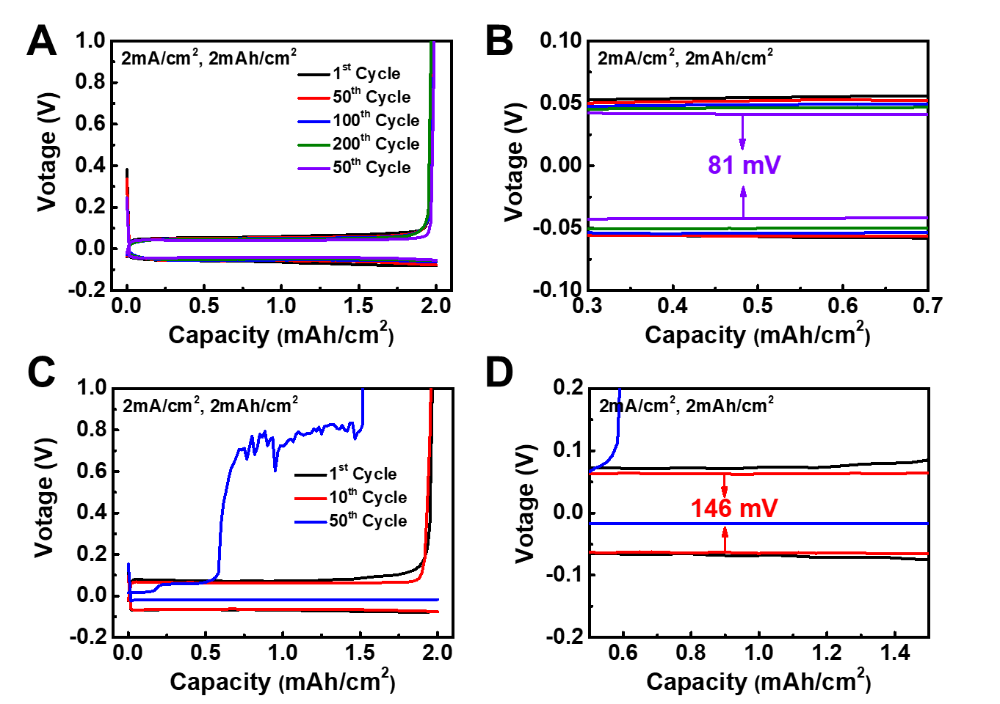 A
2mA/cm², 2mAh/cm²
1st Cycle
50th Cycle
100th Cycle
200th Cycle
50th Cycle
Votage (V)
1.0
0.8
0.6
0.4
0.2
0.0
-0.2
0.0 0.5 1.0 1.5 2.0
Capacity (mAh/cm²)
B
2mA/cm², 2mAh/cm²
81 mV
Votage (V)
0.10
0.05
0.00
-0.05
-0.10
0.3 0.4 0.5 0.6 0.7
Capacity (mAh/cm²)
C
2mA/cm², 2mAh/cm²
1st Cycle
10th Cycle
50th Cycle
Votage (V)
1.0
0.8
0.6
0.4
0.2
0.0
-0.2
0.0 0.5 1.0 1.5 2.0
Capacity (mAh/cm²)
D
2mA/cm², 2mAh/cm²
146 mV
Votage (V)
0.2
0.1
0.0
-0.1
-0.2
0.6 0.8 1.0 1.2 1.4
Capacity (mAh/cm²)